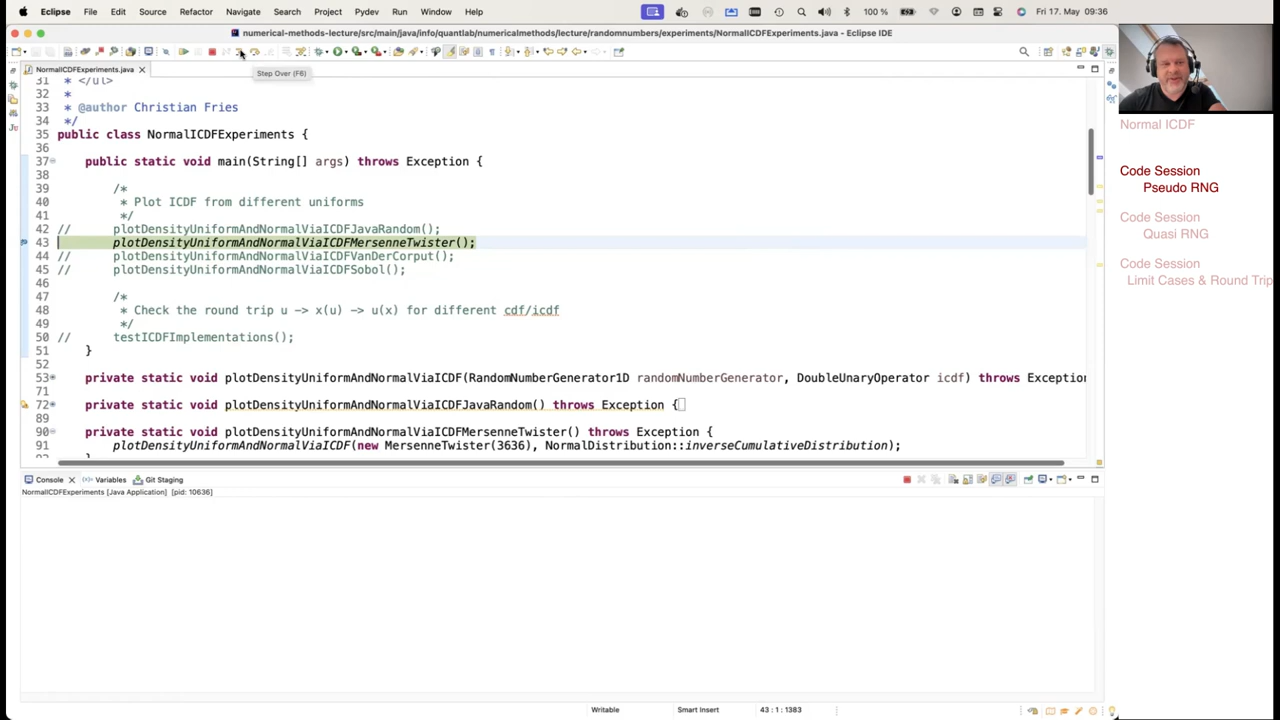 Eclipse File Edit Source Refactor Navigate Search Project Pydev Run Window Help 100 % Fri 17. May 09:36
numerical-methods-lecture/src/main/java/info/quantlab/numericalmethods/lecture/randomnumbers/experiments/NormalICDFExperiments.java - Eclipse IDE
Step Over (F6)
NormalICDFExperiments.java
31 * </ul>
32 *
33 * @author Christian Fries
34 */
35 public class NormalICDFExperiments {
36
37 public static void main(String[] args) throws Exception {
38
39 /*
40 * Plot ICDF from different uniforms
41 */
42 // plotDensityUniformAndNormalViaICDFJavaRandom();
43 plotDensityUniformAndNormalViaICDFMersenneTwister();
44 // plotDensityUniformAndNormalViaICDFVanDerCorput();
45 // plotDensityUniformAndNormalViaICDFSobol();
46
47 /*
48 * Check the round trip u -> x(u) -> u(x) for different cdf/icdf
49 */
50 // testICDFImplementations();
51 }
52
53 private static void plotDensityUniformAndNormalViaICDF(RandomNumberGenerator1D randomNumberGenerator, DoubleUnaryOperator icdf) throws Exception
71
72 private static void plotDensityUniformAndNormalViaICDFJavaRandom() throws Exception {
89
90 private static void plotDensityUniformAndNormalViaICDFMersenneTwister() throws Exception {
91 plotDensityUniformAndNormalViaICDF(new MersenneTwister(3636), NormalDistribution::inverseCumulativeDistribution);
92 }
Console Variables Git Staging
NormalICDFExperiments [Java Application] [pid: 10636]
Writable Smart Insert 43 : 1 : 1383
Normal ICDF
Code Session
Pseudo RNG
Code Session
Quasi RNG
Code Session
Limit Cases & Round Trip